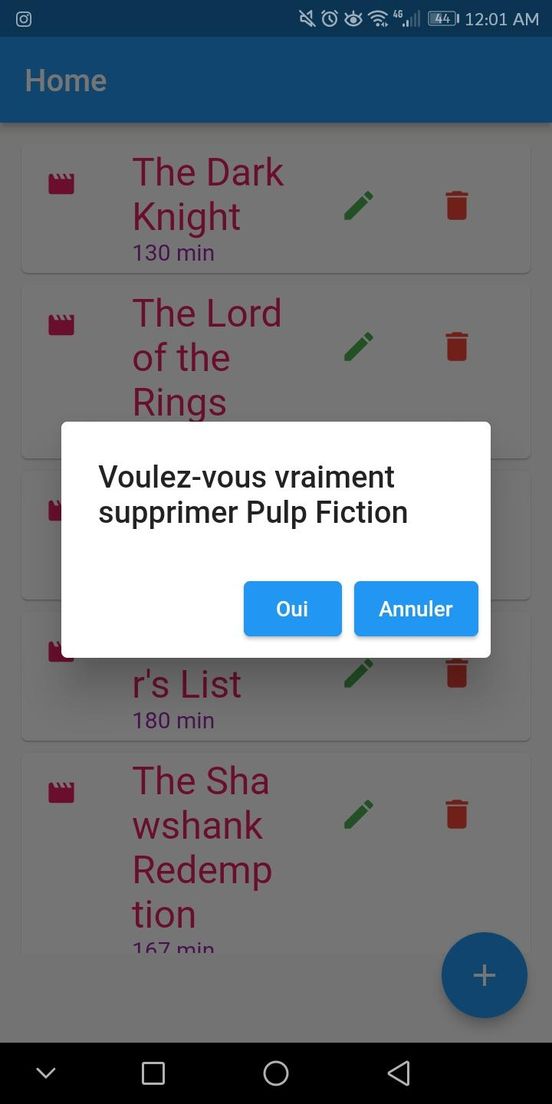 4G
44
12:01 AM
Home
The Dark
Knight
130 min
The Lord
of the
Rings
Voulez-vous vraiment
supprimer Pulp Fiction
Oui
Annuler
r's List
180 min
The Sha
wshank
Redemp
tion
167 min